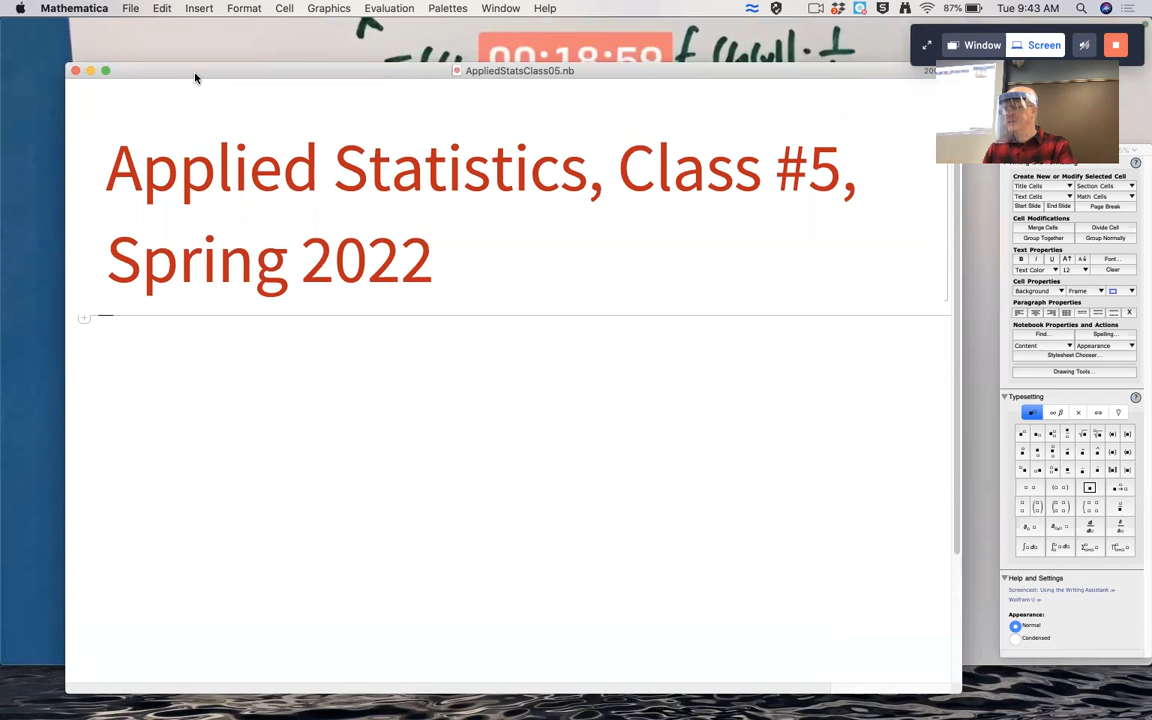 Mathematica File Edit Insert Format Cell Graphics Evaluation Palettes Window Help
87% Tue 9:43 AM
00:18:59
Window Screen
AppliedStatsClass05.nb
Applied Statistics, Class #5,
Spring 2022
Create New or Modify Selected Cell
Title Cells Section Cells
Text Cells Math Cells
Start Slide End Slide Page Break
Cell Modifications
Merge Cells Divide Cell
Group Together Group Normally
Text Properties
B I U A↑ A↓ Font...
Text Color 12 Clear
Cell Properties
Background Frame
Paragraph Properties
X
Notebook Properties and Actions
Find... Spelling...
Content Appearance
Stylesheet Chooser...
Drawing Tools...
Typesetting
Help and Settings
Screencast: Using the Writing Assistant »
Wolfram U »
Appearance:
Normal
Condensed